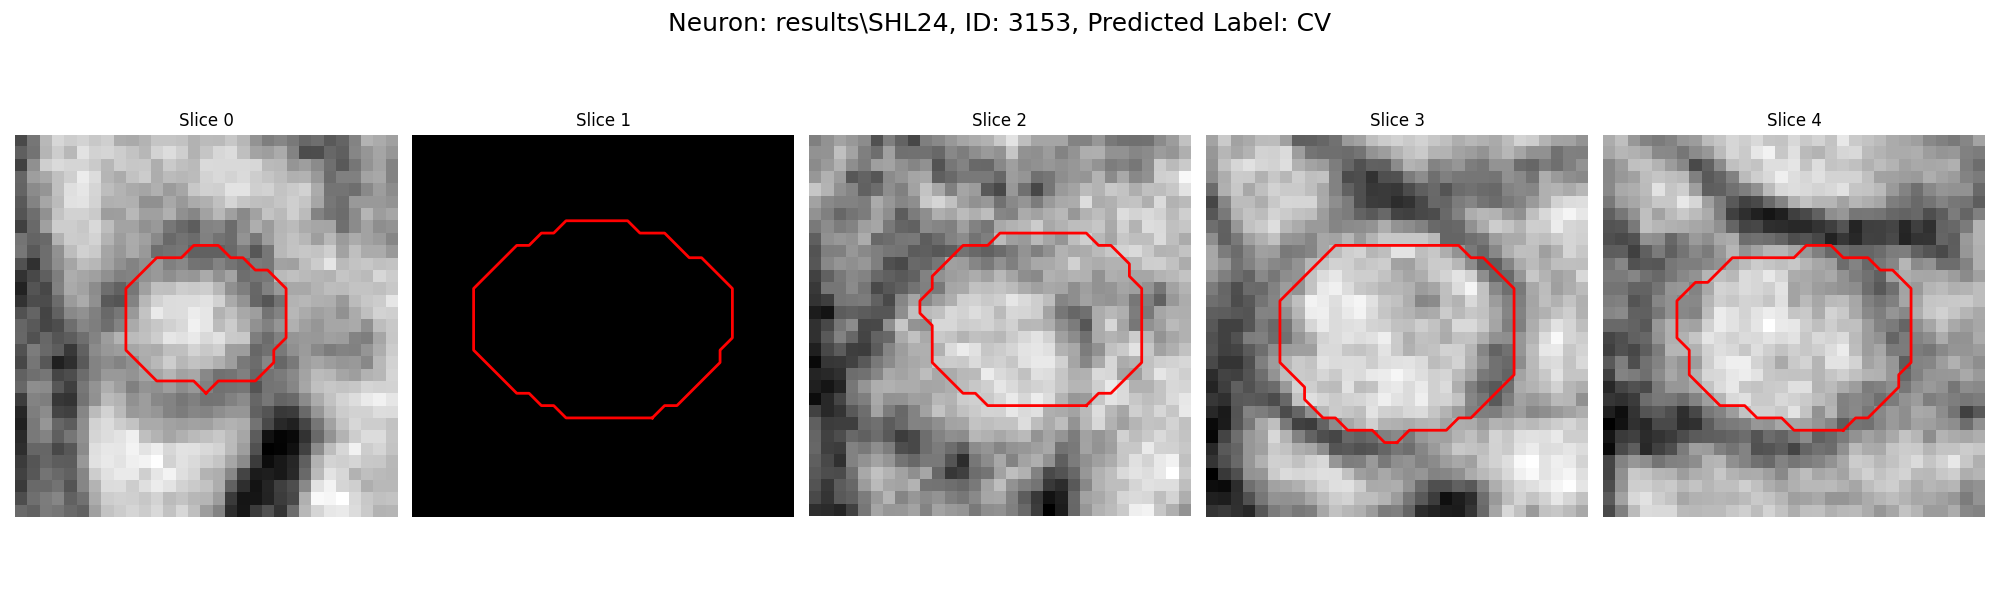 Neuron: results\SHL24, ID: 3153, Predicted Label: CV
Slice 0
Slice 1
Slice 2
Slice 3
Slice 4